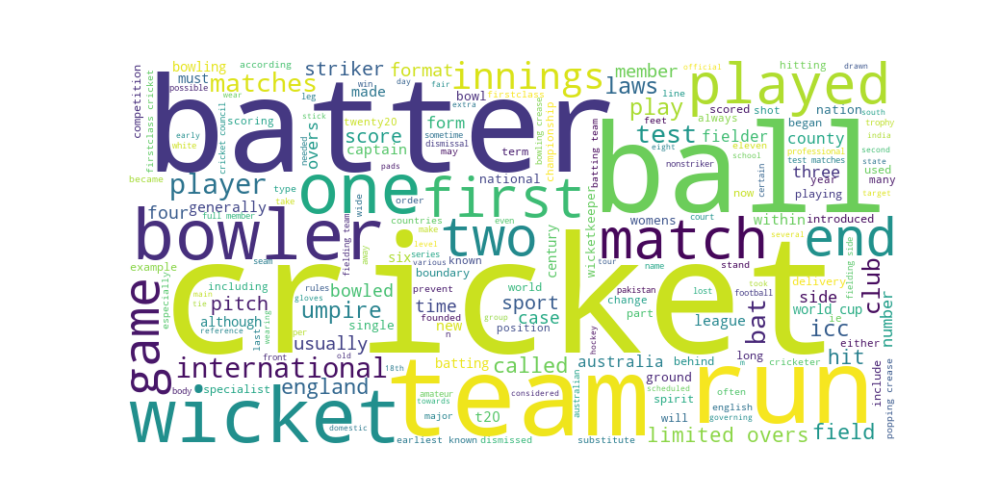 bowling according
striker format innings member played
competition must possible matches made win day fair firstclass official drawn
wear leg bowl laws line hitting
firstclass cricket cricket council scoring batter extra bowling crease play scored shot nation south
early white stick twenty20 sometime feet always began trophy
needed overs score form dismissal test fielder county india
captain may term championship batting team eight eleven professional second
became pads nonstriker school test matches three state used
player type one first national certain now year many
generally take order wide womens court playing target
four full member countries even wicketkeeper within introduced
bowler fielding team two century match several end
seam away six make level series various known tour stand delivery fielding side
example boundary world name pakistan took
especially including rules prevent change football side club
main tie gloves bowled time founded sport part lost world cup ie
game pitch umpire new group position case league bat icc number
although reference wearing single n hockey either
last per usually cricket
front old batting called australia behind long m cricketer hit
international 18th
body specialist england amateur considered australian ground scheduled often include
towards team spirit run popping crease
wicket major t20 will english governing
domestic limited overs field
earliest known dismissed substitute
ball